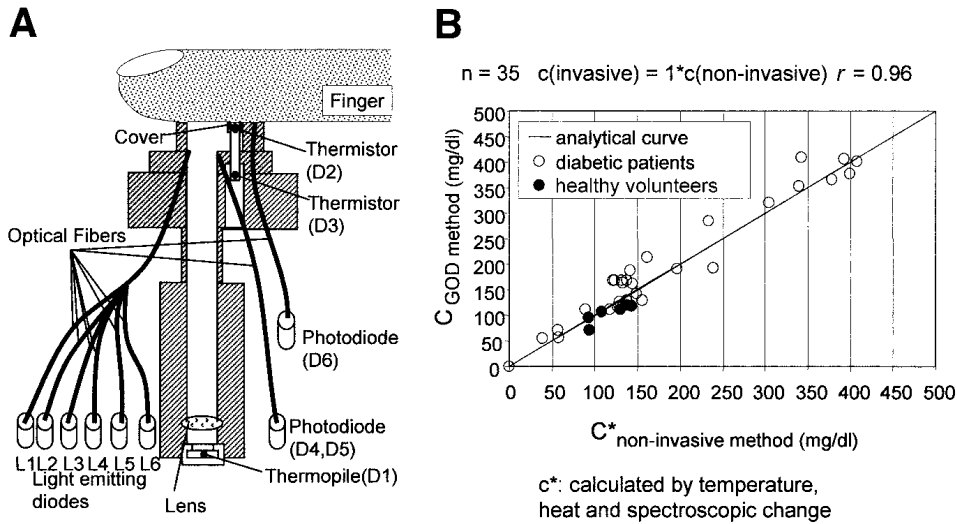 A
Finger
Cover
Thermistor
(D2)
Thermistor
(D3)
Optical Fibers
Photodiode
(D6)
Photodiode
(D4,D5)
Thermopile(D1)
L1 L2 L3 L4 L5 L6
Light emitting
diodes
Lens
B
n = 35 c(invasive) = 1*c(non-invasive) r = 0.96
C GOD method (mg/dl)
500
450
400
350
300
250
200
150
100
50
0
analytical curve
diabetic patients
healthy volunteers
0 50 100 150 200 250 300 350 400 450 500
C* non-invasive method (mg/dl)
c*: calculated by temperature,
heat and spectroscopic change